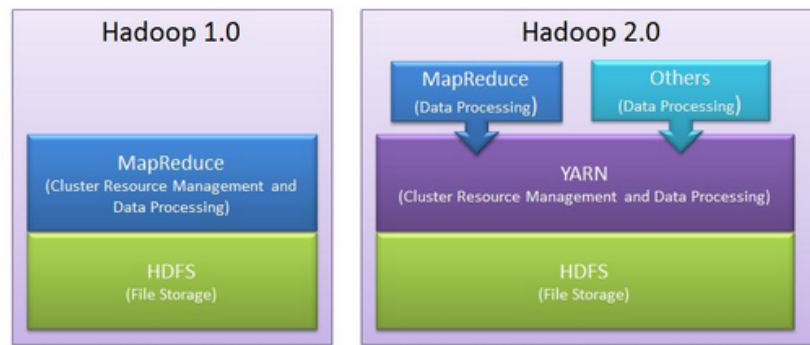 Hadoop 1.0
MapReduce
(Cluster Resource Management and
Data Processing)
HDFS
(File Storage)
Hadoop 2.0
MapReduce
(Data Processing)
Others
(Data Processing)
YARN
(Cluster Resource Management and Data Processing)
HDFS
(File Storage)